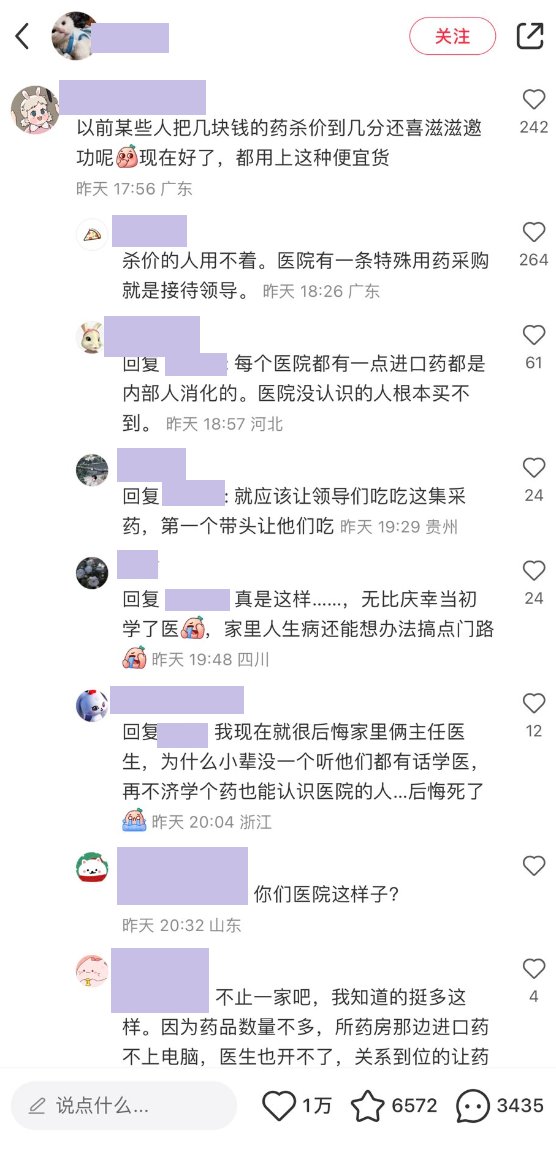 关注
以前某些人把几块钱的药杀价到几分还喜滋滋邀
功呢现在好了，都用上这种便宜货
昨天 17:56 广东
242
杀价的人用不着。医院有一条特殊用药采购
就是接待领导。 昨天 18:26 广东
264
回复 : 每个医院都有一点进口药都是
内部人消化的。医院没认识的人根本买不
到。 昨天 18:57 河北
61
回复 : 就应该让领导们吃吃这集采
药，第一个带头让他们吃 昨天 19:29 贵州
24
回复 真是这样……，无比庆幸当初
学了医，家里人生病还能想办法搞点门路
昨天 19:48 四川
24
回复 我现在就很后悔家里俩主任医
生，为什么小辈没一个听他们都有话学医，
再不济学个药也能认识医院的人...后悔死了
昨天 20:04 浙江
12
你们医院这样子？
昨天 20:32 山东
不止一家吧，我知道的挺多这
样。因为药品数量不多，所药房那边进口药
不上电脑，医生也开不了，关系到位的让药
4
说点什么...
1万
6572
3435